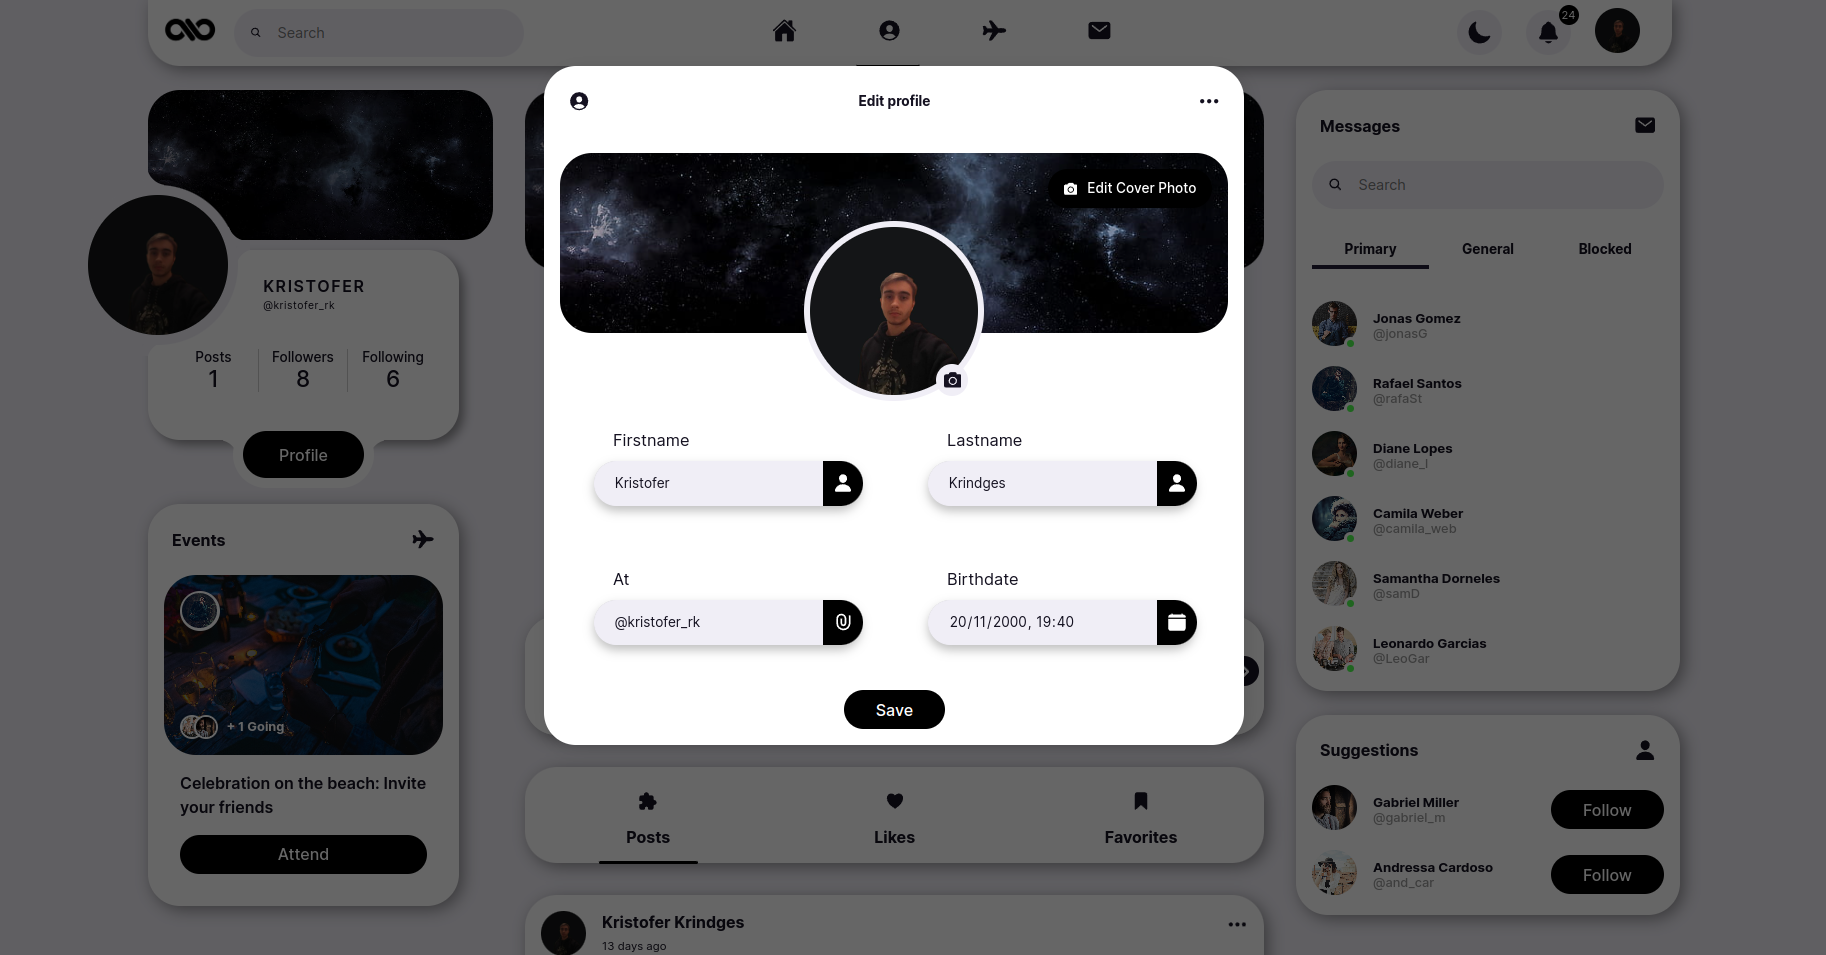 Search
24
KRISTOFER
@kristofer_rk
Posts
Followers
Following
1
8
6
Profile
Events
+ 1 Going
Celebration on the beach: Invite
your friends
Attend
Edit profile
Edit Cover Photo
Firstname
Lastname
Kristofer
Krindges
At
Birthdate
@kristofer_rk
20/11/2000, 19:40
Save
Posts
Likes
Favorites
Kristofer Krindges
13 days ago
Messages
Search
Primary
General
Blocked
Jonas Gomez
@jonasG
Rafael Santos
@rafaSt
Diane Lopes
@diane_l
Camila Weber
@camila_web
Samantha Dorneles
@samD
Leonardo Garcias
@LeoGar
Suggestions
Gabriel Miller
@gabriel_m
Follow
Andressa Cardoso
@and_car
Follow